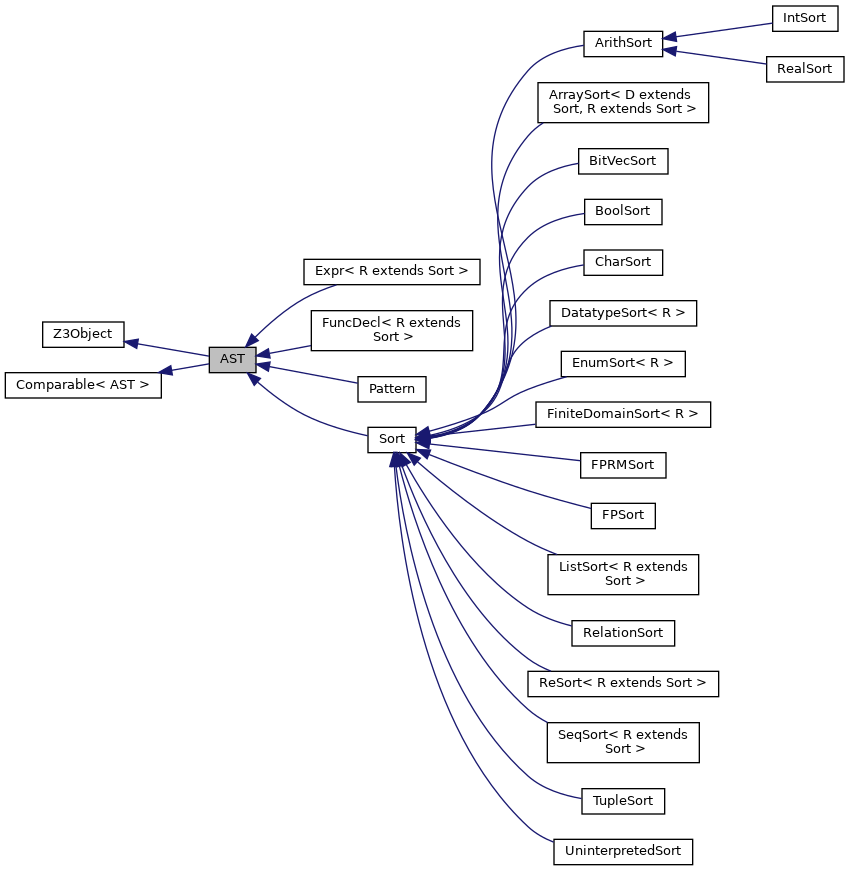 IntSort
ArithSort
RealSort
ArraySort< D extends
Sort, R extends Sort >
BitVecSort
BoolSort
CharSort
Expr< R extends Sort >
DatatypeSort< R >
FuncDecl< R extends
Sort >
Z3Object
AST
EnumSort< R >
Comparable< AST >
Pattern
FiniteDomainSort< R >
Sort
FPRMSort
FPSort
ListSort< R extends
Sort >
RelationSort
ReSort< R extends Sort >
SeqSort< R extends
Sort >
TupleSort
UninterpretedSort